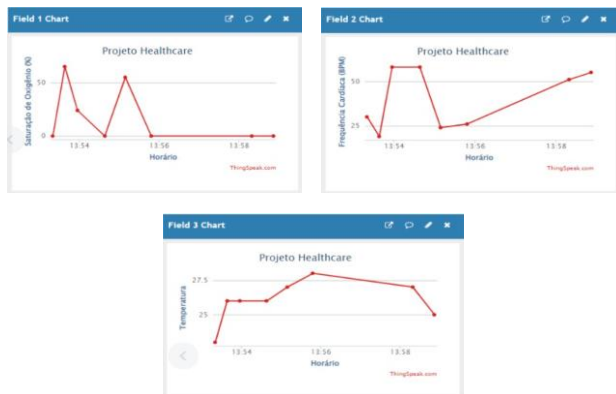 Field 1 Chart
Projeto Healthcare
Saturação de Oxigênio (%)
50
0
13:54
13:56
13:58
Horário
ThingSpeak.com
Field 2 Chart
Projeto Healthcare
Frequência Cardíaca (BPM)
50
25
13:54
13:56
13:58
Horário
ThingSpeak.com
Field 3 Chart
Projeto Healthcare
Temperatura
27.5
25
13:54
13:56
13:58
Horário
ThingSpeak.com